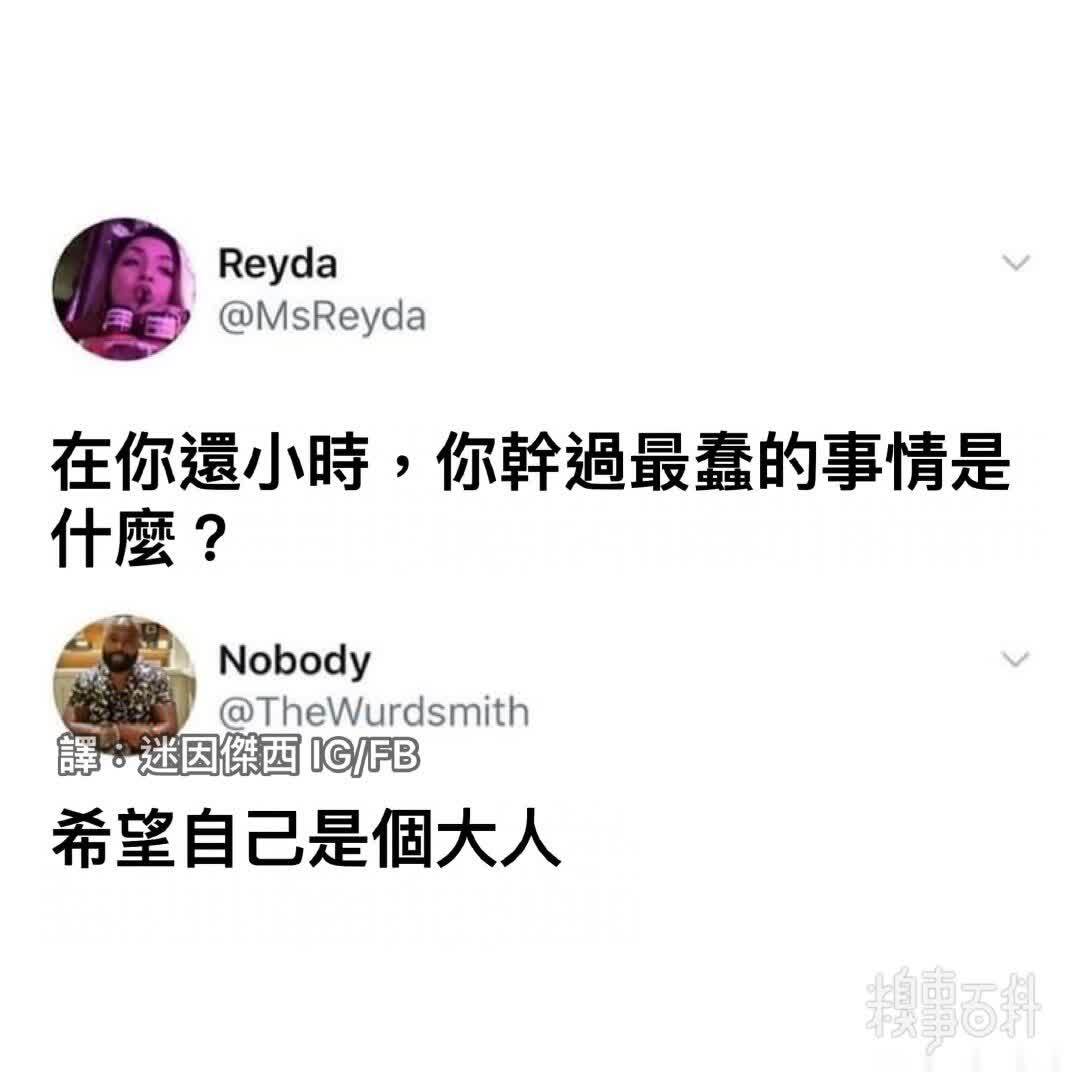 Reyda
@MsReyda
在你還小時，你幹過最蠢的事情是
什麼？
Nobody
@TheWurdsmith
譯：迷因傑西 IG/FB
希望自己是個大人
糗事百科